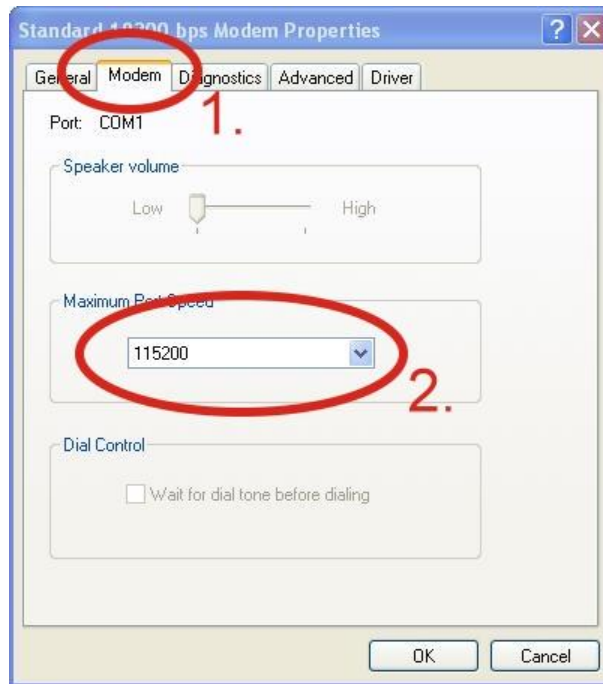 Standard 19200 bps Modem Properties
General Modem Diagnostics Advanced Driver
1.
Port: COM1
Speaker volume
Low High
Maximum Port Speed
115200
2.
Dial Control
Wait for dial tone before dialing
OK Cancel